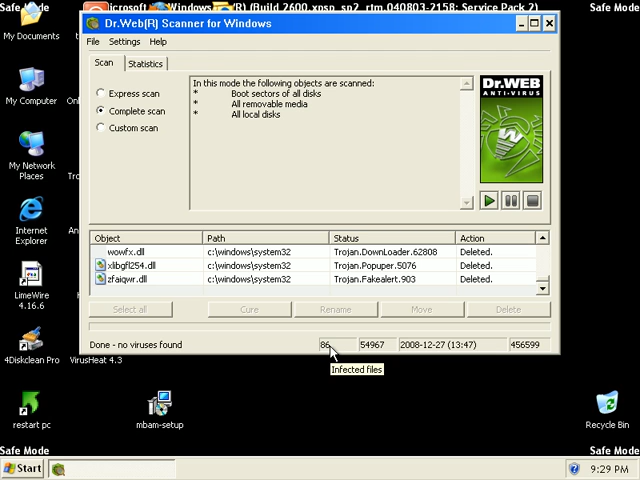 Safe Mode
Microsoft Windows XP (R) (Build 2600.xpsp_sp2_rtm.040803-2158: Service Pack 2)
Safe Mode
Dr.Web(R) Scanner for Windows
File Settings Help
Scan Statistics
Express scan
Complete scan
Custom scan
In this mode the following objects are scanned:
* Boot sectors of all disks
* All removable media
* All local disks
Dr.WEB
ANTI-VIRUS
Object Path Status Action
wowfx.dll c:\windows\system32 Trojan.DownLoader.62808 Deleted.
xlibgfl254.dll c:\windows\system32 Trojan.Popuper.5076 Deleted.
zfaiqwr.dll c:\windows\system32 Trojan.Fakealert.903 Deleted.
Select all Cure Rename Move Delete
Done - no viruses found 86 54967 2008-12-27 (13:47) 456599
Infected files
My Documents
My Computer
My Network
Places
Internet
Explorer
LimeWire
4.16.6
4Diskclean Pro
VirusHeat 4.3
restart pc
mbam-setup
Recycle Bin
Safe Mode
Safe Mode
Start
9:29 PM